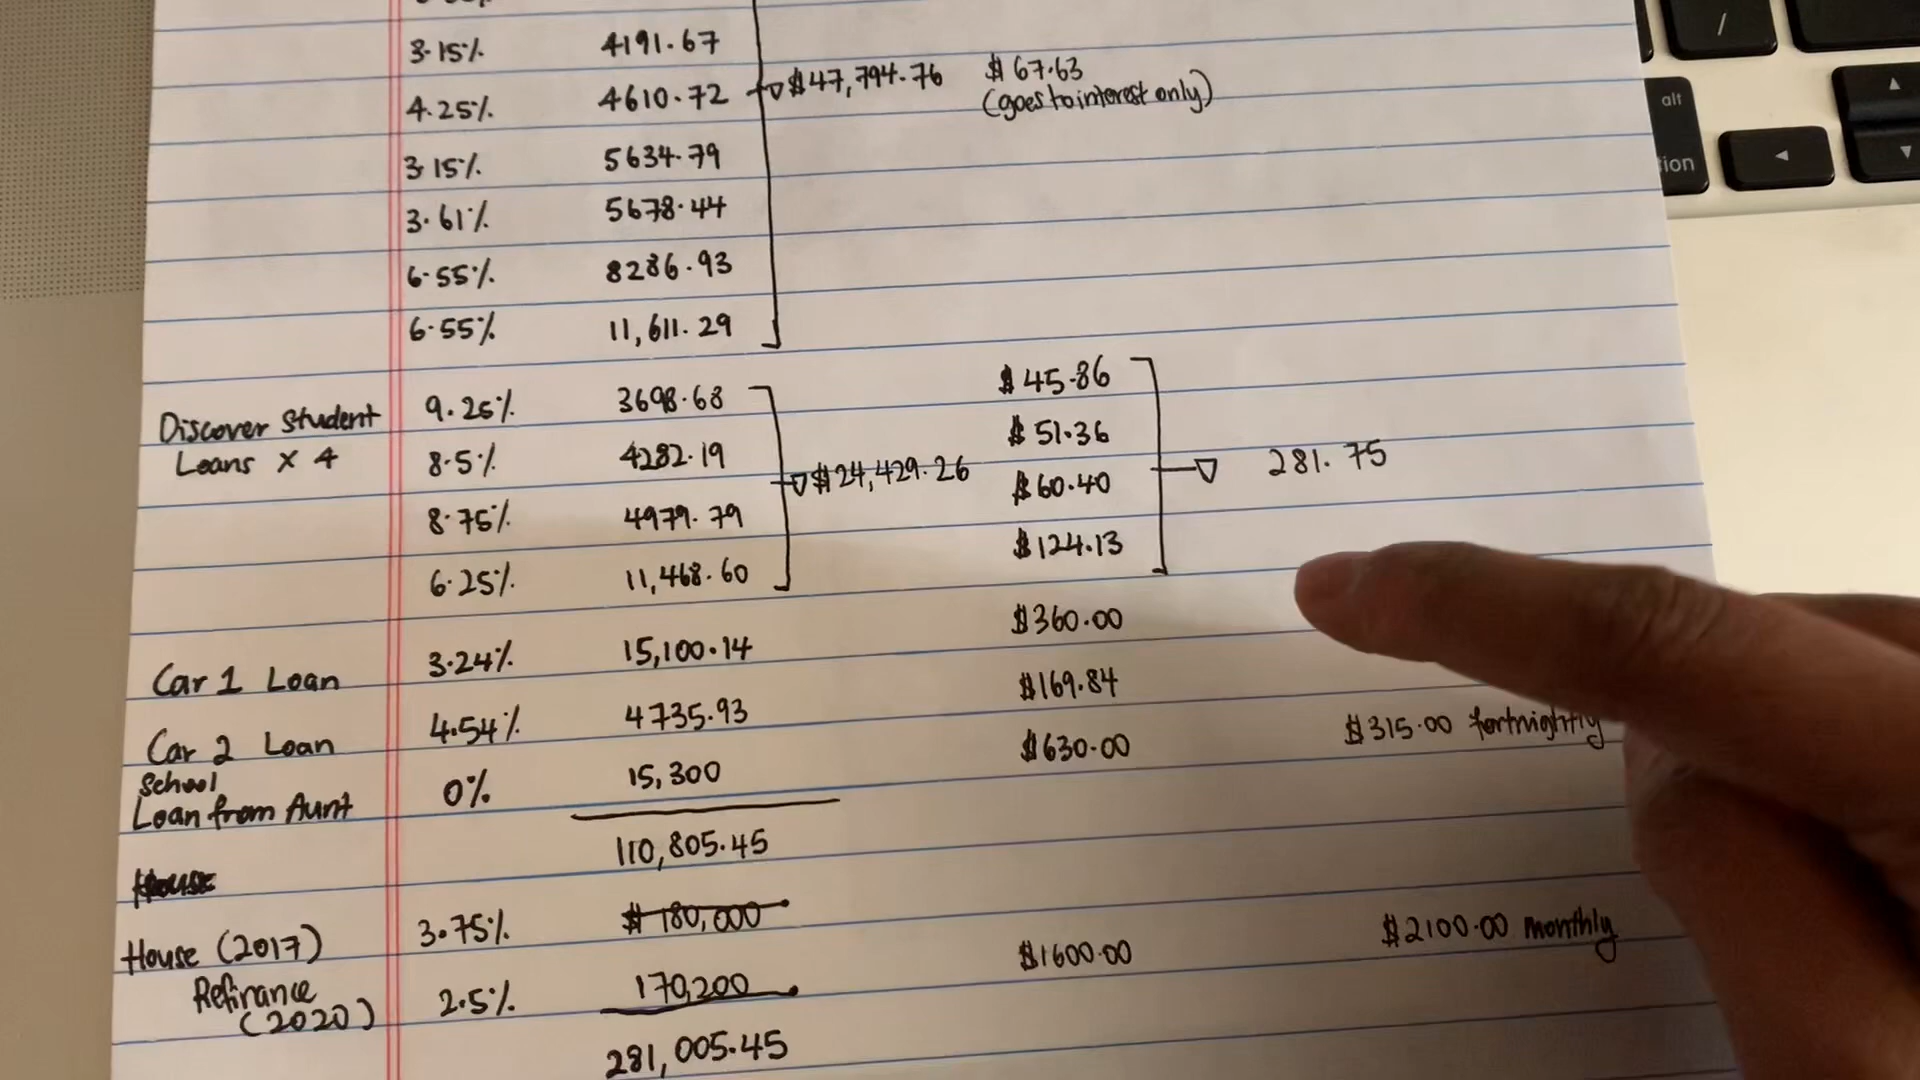 3.15% 4191.67
4.25% 4610.72 $47,794.76 $67.63
(goes to interest only)
3.15% 5634.79
3.61% 5678.44
6.55% 8286.93
6.55% 11,611.29
Discover Student 9.25% 3698.68 $45.86
Loans x 4 8.5% 4282.19 $24,429.26 $51.36 281.75
8.75% 4979.79 $60.40
6.25% 11,468.60 $124.13
Car 1 Loan 3.24% 15,100.14 $360.00
Car 2 Loan 4.54% 4735.93 $169.84
School
Loan from Aunt 0% 15,300 $630.00 $315.00 fortnightly
110,805.45
House
House (2017) 3.75% $180,000
Refinance
(2020) 2.5% 170,200 $1600.00 $2100.00 monthly
281,005.45
/
alt
tion